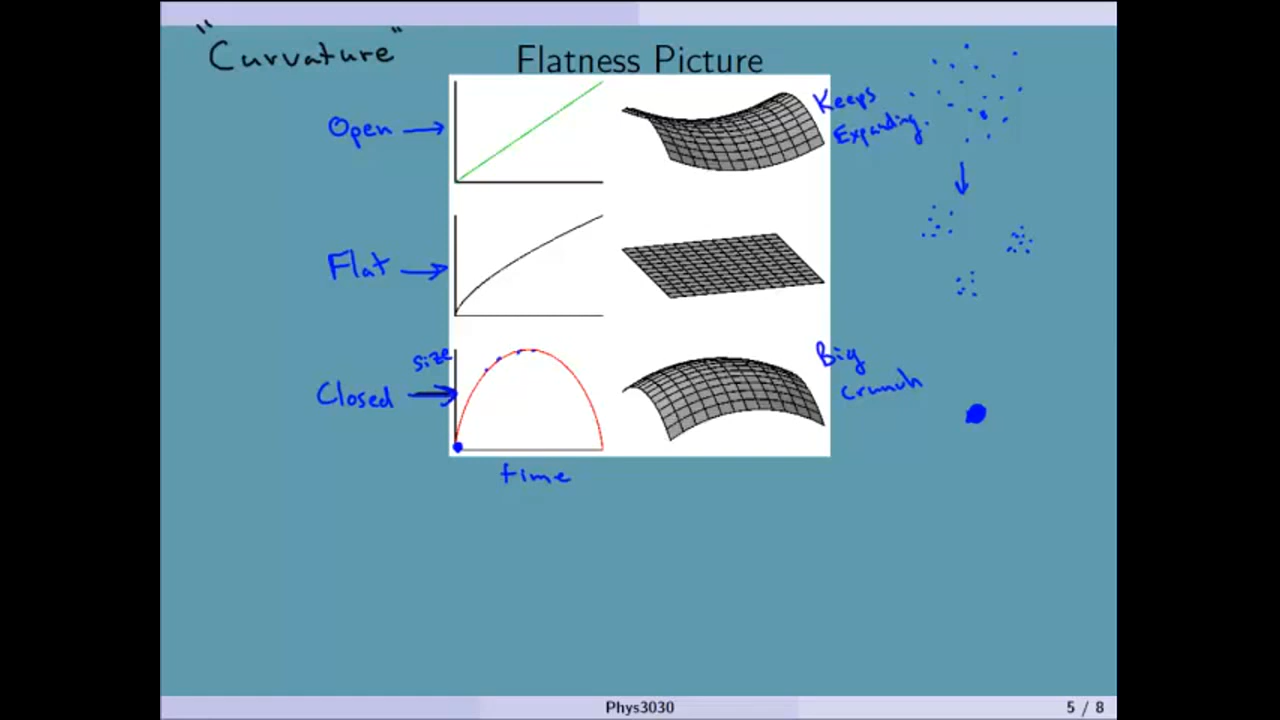 "Curvature"
Flatness Picture
Open
Keeps
Expanding.
Flat
size
Closed
Big
crunch
time
Phys3030
5 / 8